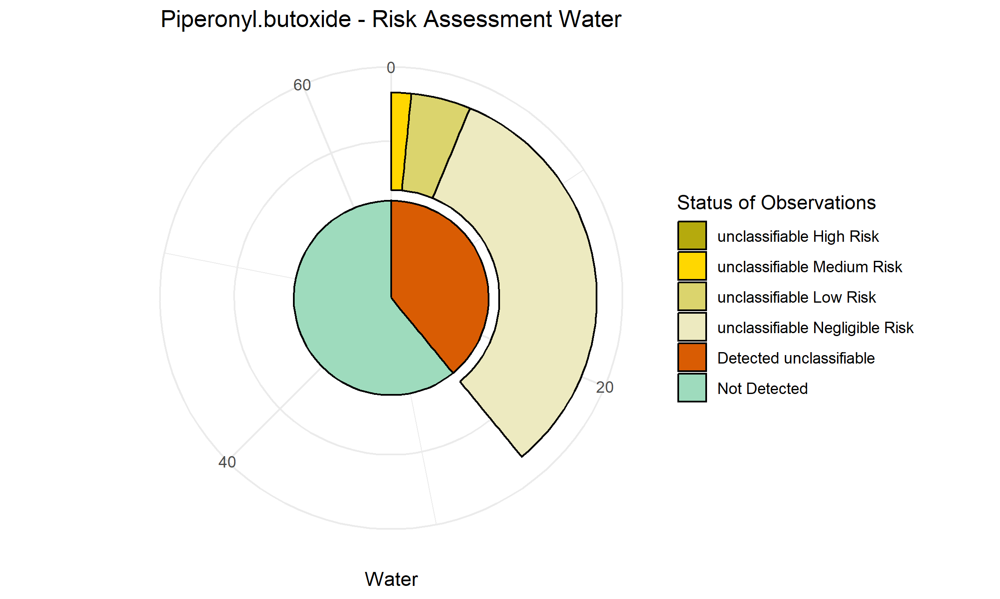 Piperonyl.butoxide - Risk Assessment Water
0
60
20
40
Status of Observations
unclassifiable High Risk
unclassifiable Medium Risk
unclassifiable Low Risk
unclassifiable Negligible Risk
Detected unclassifiable
Not Detected
Water